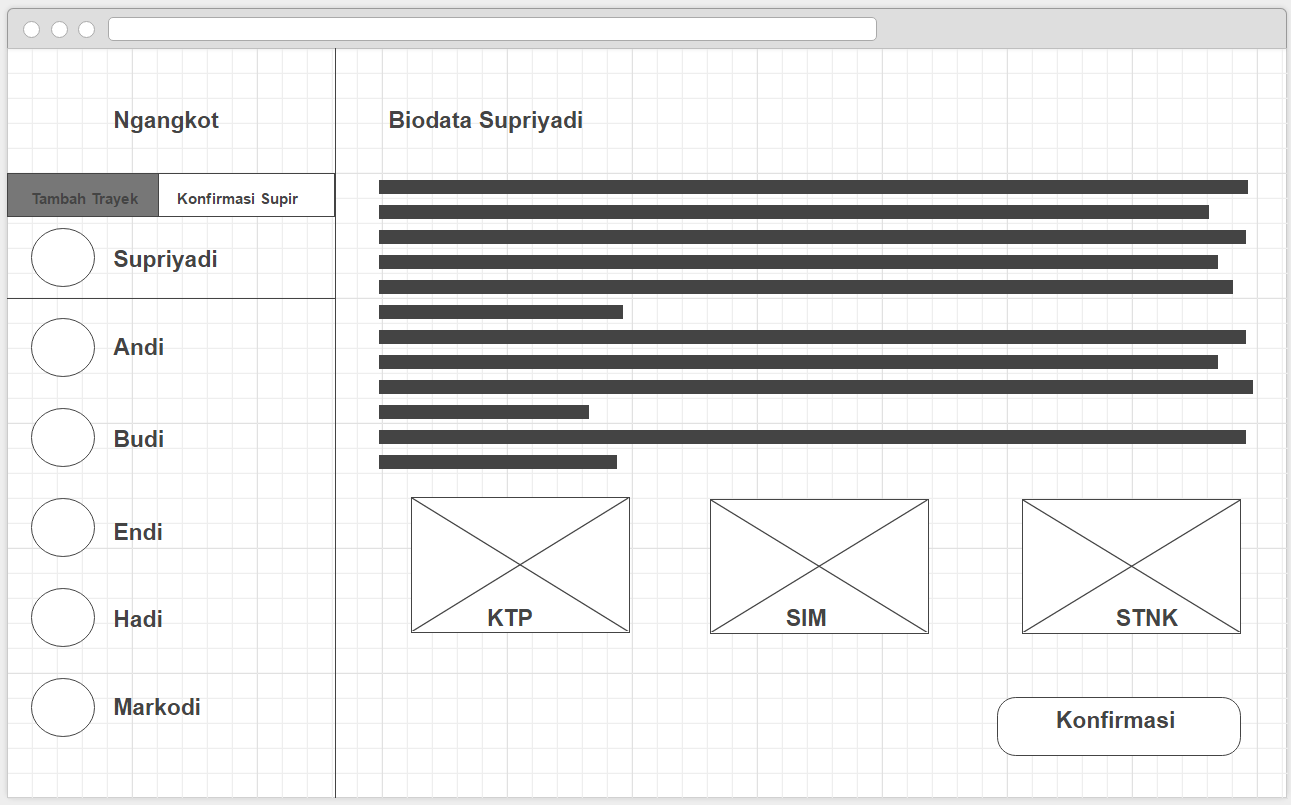 Ngangkot
Biodata Supriyadi
Tambah Trayek
Konfirmasi Supir
Supriyadi
Andi
Budi
Endi
Hadi
Markodi
KTP
SIM
STNK
Konfirmasi